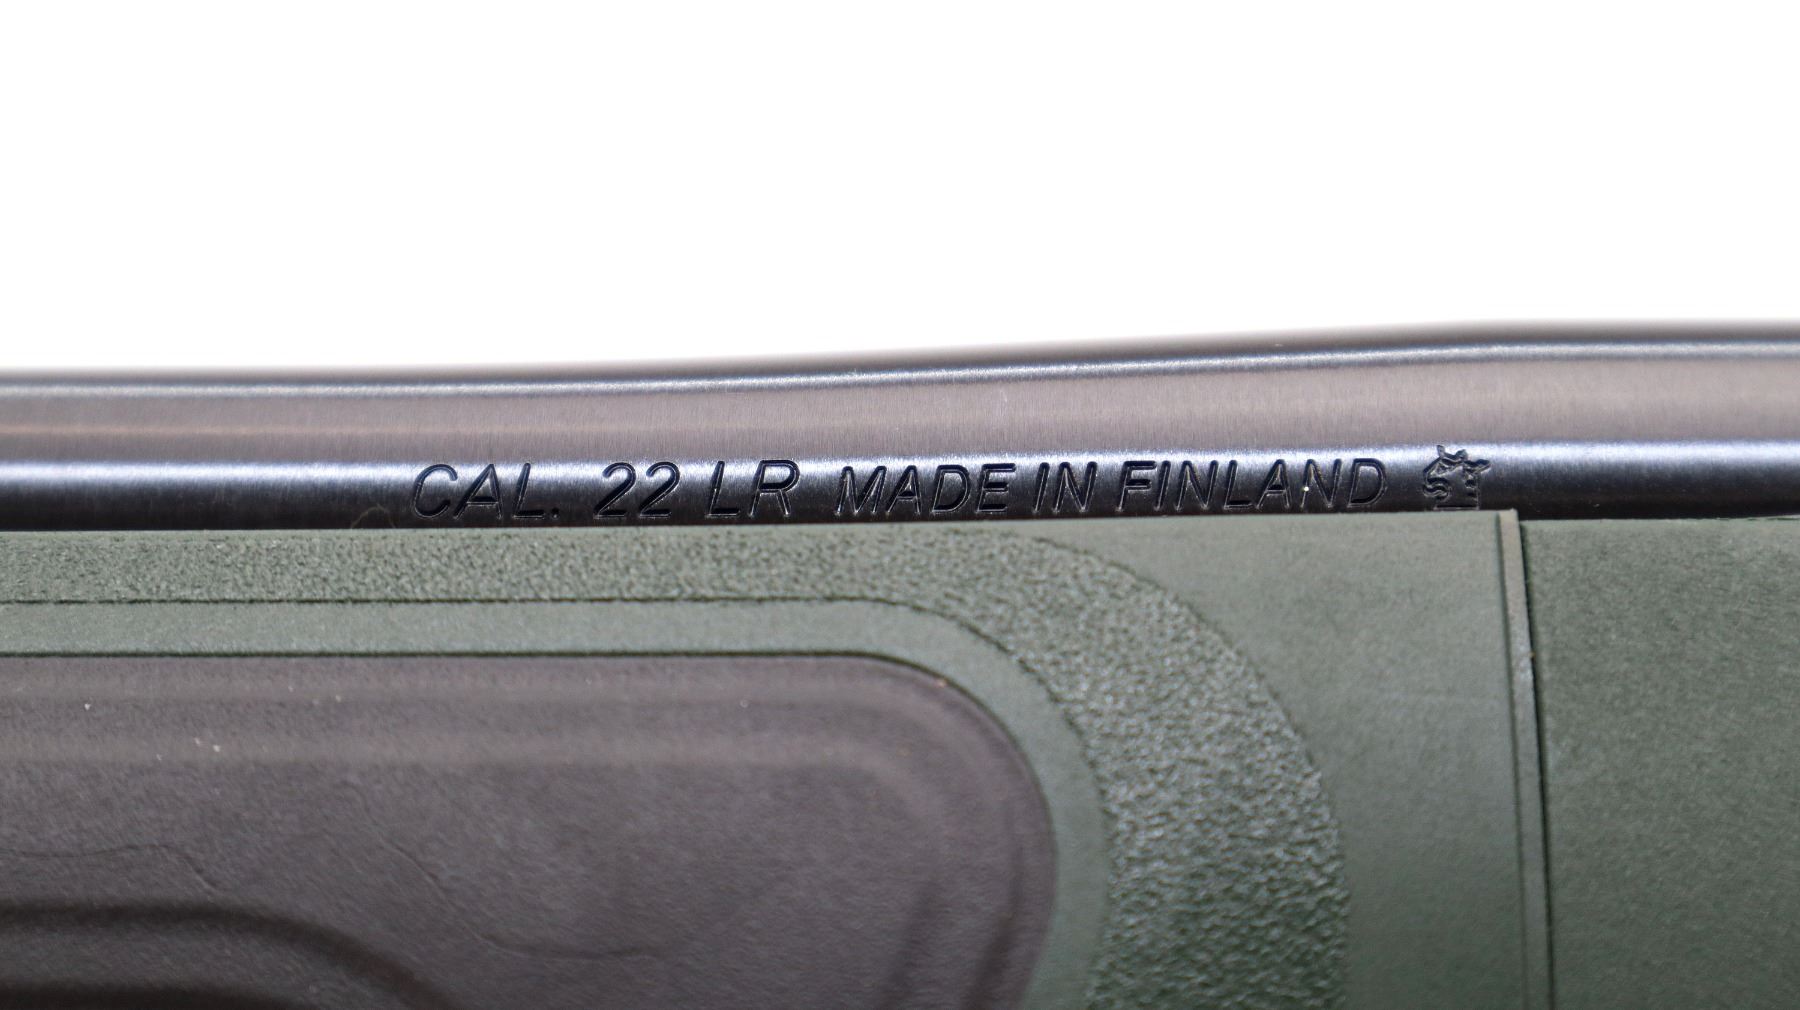 CAL. 22 LR MADE IN FINLAND